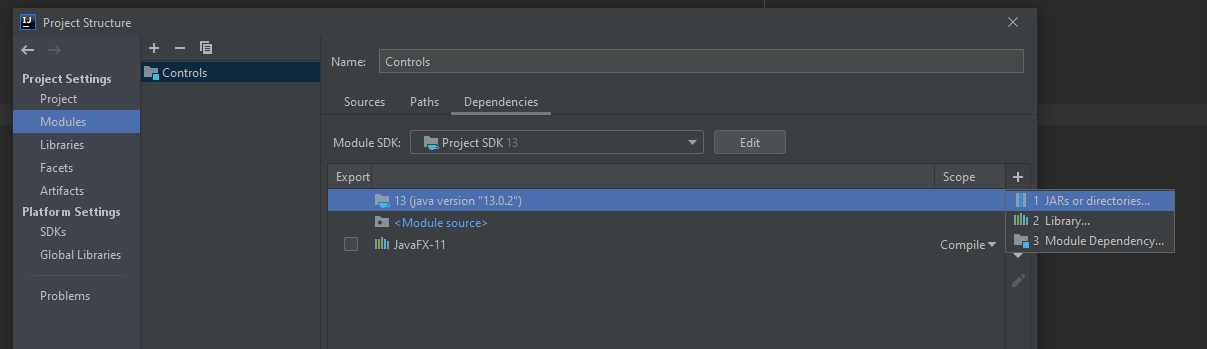 IJ Project Structure
Project Settings
Project
Modules
Libraries
Facets
Artifacts
Platform Settings
SDKs
Global Libraries
Problems
Controls
Name: Controls
Sources Paths Dependencies
Module SDK: Project SDK 13 Edit
Export Scope
13 (java version "13.0.2")
<Module source>
JavaFX-11 Compile
1 JARs or directories...
2 Library...
3 Module Dependency...